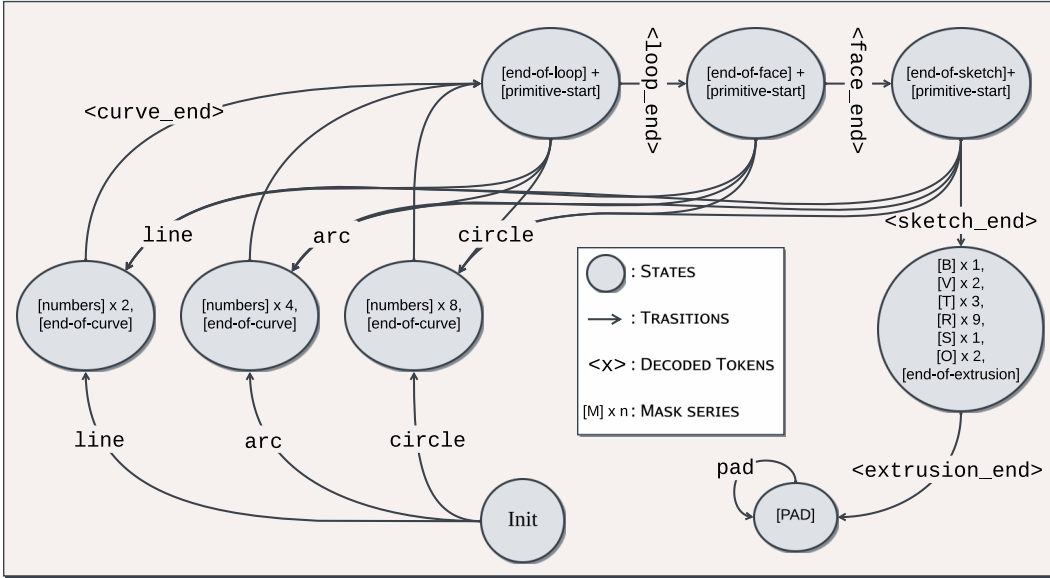 [end-of-loop] +
[primitive-start]
<loop_end>
[end-of-face] +
[primitive-start]
<face_end>
[end-of-sketch]+
[primitive-start]
<curve_end>
line
arc
circle
<sketch_end>
[numbers] x 2,
[end-of-curve]
[numbers] x 4,
[end-of-curve]
[numbers] x 8,
[end-of-curve]
: STATES
: TRASITIONS
<x> : DECODED TOKENS
[M] x n : MASK SERIES
[B] x 1,
[V] x 2,
[T] x 3,
[R] x 9,
[S] x 1,
[O] x 2,
[end-of-extrusion]
line
arc
circle
Init
pad
<extrusion_end>
[PAD]